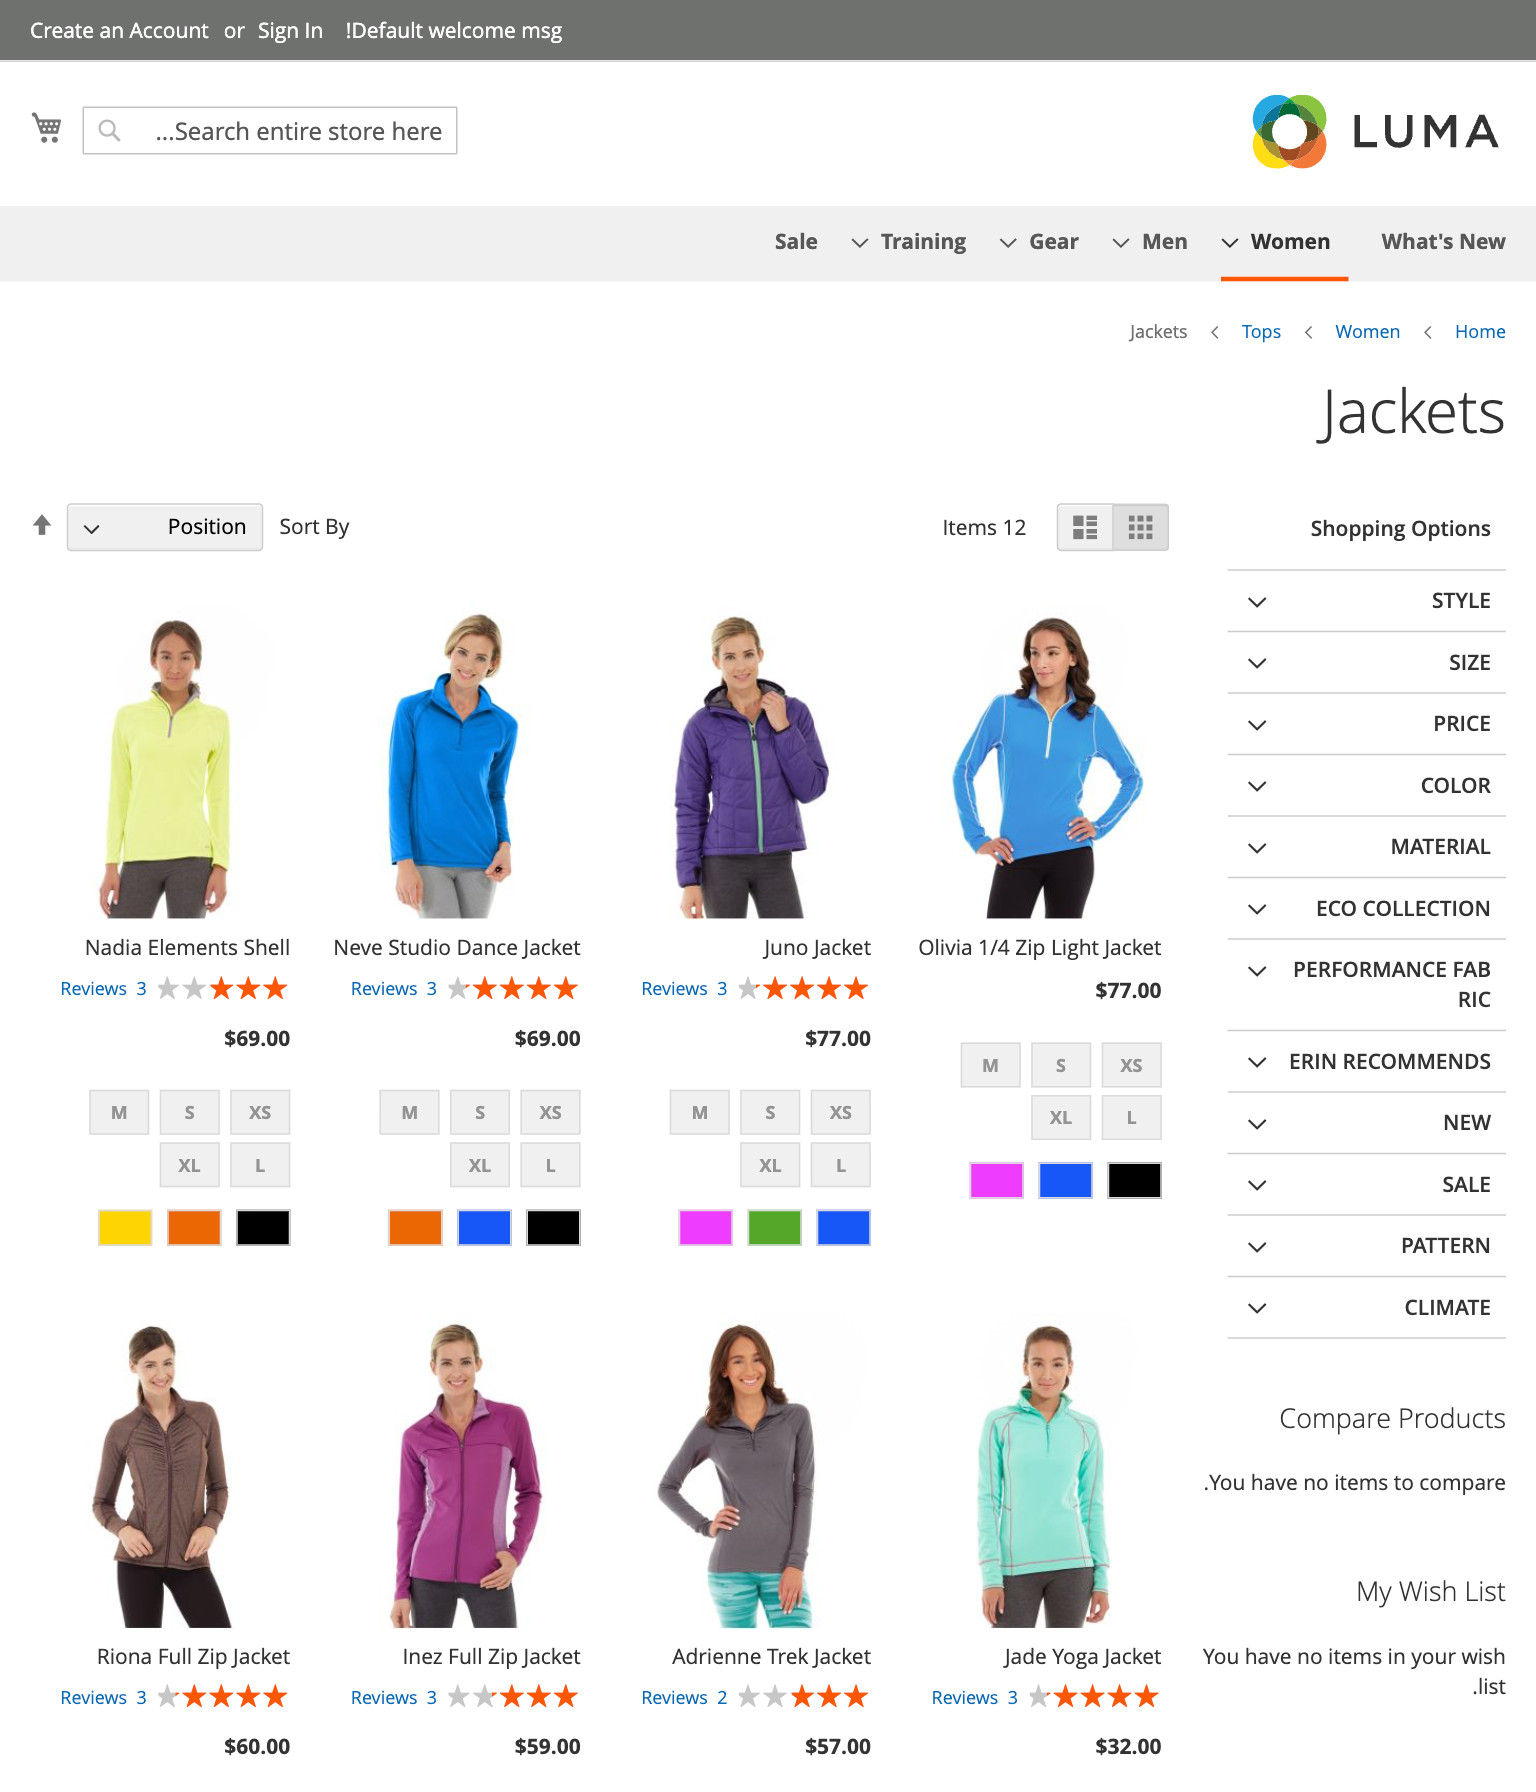 Create an Account or Sign In !Default welcome msg
...Search entire store here
LUMA
Sale Training Gear Men Women What's New
Jackets Tops Women Home
Jackets
Position Sort By
Items 12
Shopping Options
STYLE
SIZE
PRICE
COLOR
MATERIAL
ECO COLLECTION
PERFORMANCE FAB
RIC
ERIN RECOMMENDS
NEW
SALE
PATTERN
CLIMATE
Nadia Elements Shell
Reviews 3
$69.00
M S XS
XL L
Neve Studio Dance Jacket
Reviews 3
$69.00
M S XS
XL L
Juno Jacket
Reviews 3
$77.00
M S XS
XL L
Olivia 1/4 Zip Light Jacket
$77.00
M S XS
XL L
Riona Full Zip Jacket
Reviews 3
$60.00
Inez Full Zip Jacket
Reviews 3
$59.00
Adrienne Trek Jacket
Reviews 2
$57.00
Jade Yoga Jacket
Reviews 3
$32.00
Compare Products
.You have no items to compare
My Wish List
You have no items in your wish
.list